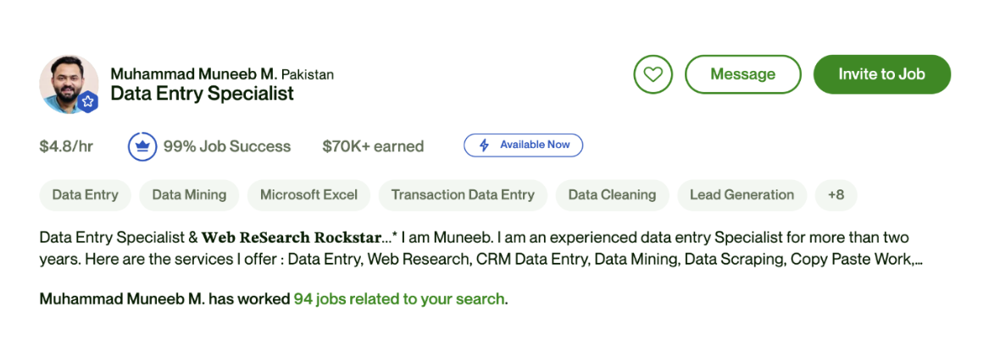 Muhammad Muneeb M. Pakistan
Data Entry Specialist
Message
Invite to Job
$4.8/hr
99% Job Success
$70K+ earned
Available Now
Data Entry
Data Mining
Microsoft Excel
Transaction Data Entry
Data Cleaning
Lead Generation
+8
Data Entry Specialist & 𝐖𝐞𝐛 𝐑𝐞𝐒𝐞𝐚𝐫𝐜𝐡 𝐑𝐨𝐜𝐤𝐬𝐭𝐚𝐫...* I am Muneeb. I am an experienced data entry Specialist for more than two
years. Here are the services I offer : Data Entry, Web Research, CRM Data Entry, Data Mining, Data Scraping, Copy Paste Work,...
Muhammad Muneeb M. has worked 94 jobs related to your search.